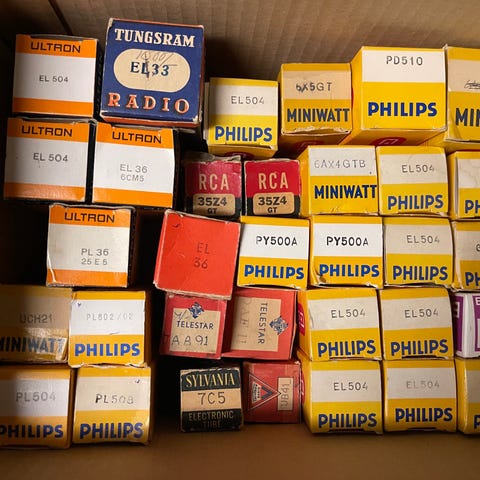 ULTRON
EL 504
TUNGSRAM
EL33
RADIO
EL504
PHILIPS
6X5GT
MINIWATT
PD510
PHILIPS
ULTRON
EL 504
ULTRON
EL 36
6CM5
RCA
35Z4
GT
RCA
35Z4
GT
6AX4GTB
MINIWATT
EL504
PHILIPS
ULTRON
PL 36
25 E 5
EL
36
PY500A
PHILIPS
PY500A
PHILIPS
EL504
PHILIPS
UCH21
MINIWATT
PL802/02
PHILIPS
TELESTAR
TELESTAR
EL504
PHILIPS
EL504
PHILIPS
PL504
PHILIPS
PL508
PHILIPS
SYLVANIA
7C5
ELECTRONIC
TUBE
EL504
PHILIPS
EL504
PHILIPS